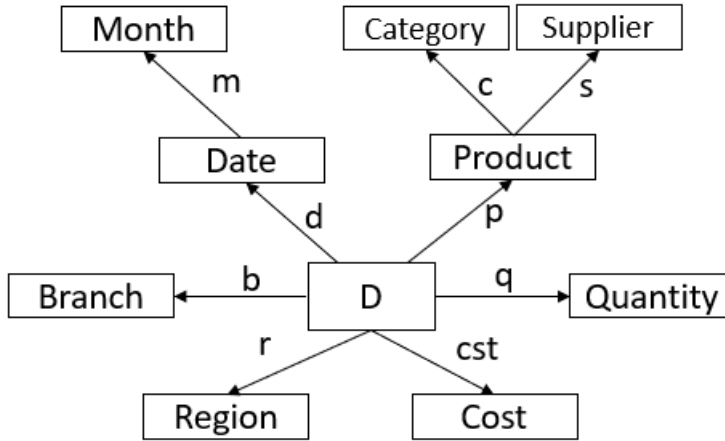 Month
Category
Supplier
m
c
s
Date
Product
d
p
b
q
Branch
D
Quantity
r
cst
Region
Cost